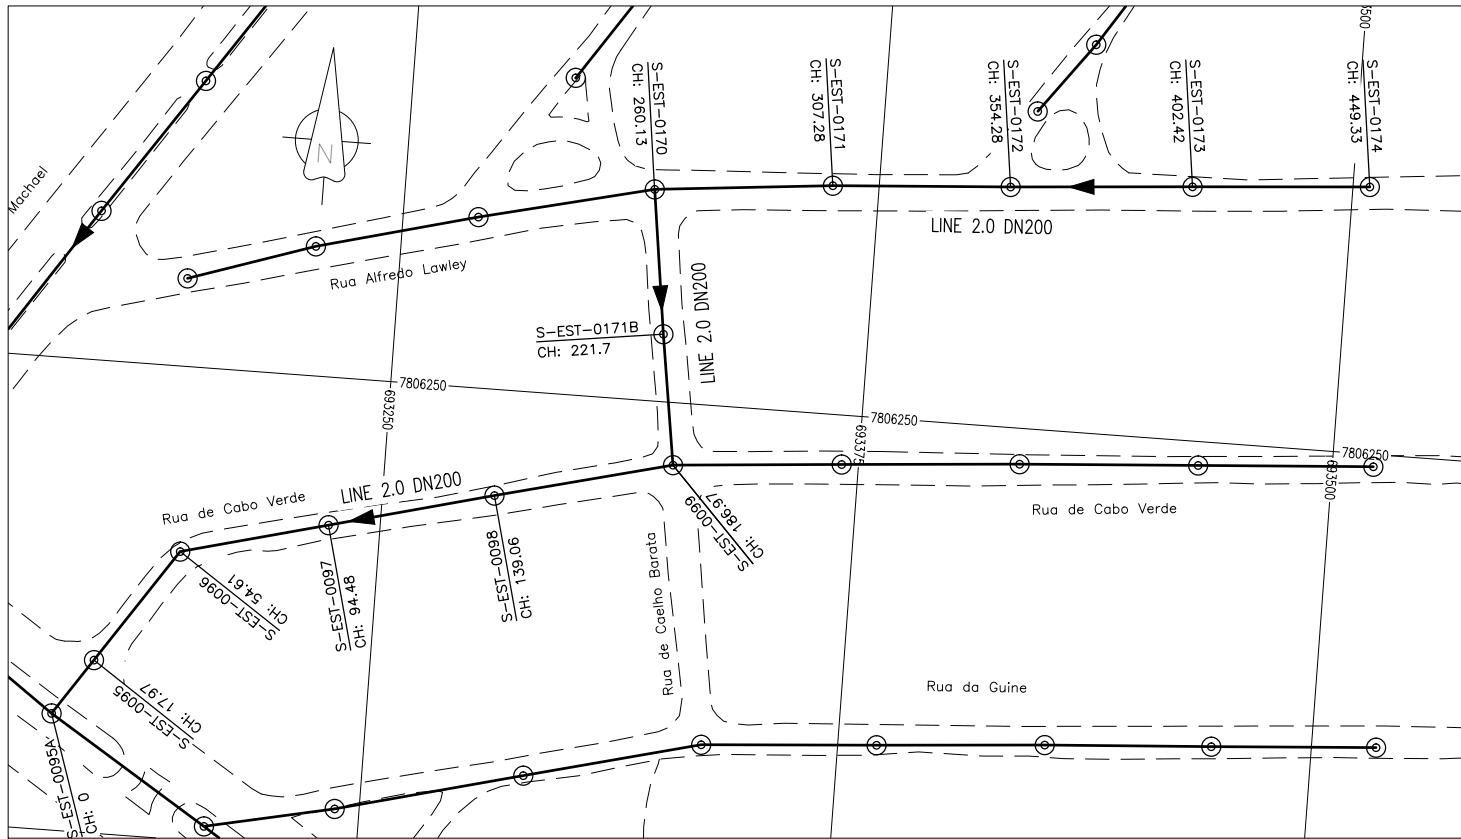 Machael
N
S-EST-0170
CH: 260.13
S-EST-0171
CH: 307.28
S-EST-0172
CH: 354.28
S-EST-0173
CH: 402.42
S-EST-0174
CH: 449.33
LINE 2.0 DN200
Rua Alfredo Lawley
S-EST-0171B
CH: 221.7
LINE 2.0 DN200
7806250
693250
7806250
693375
7806250
693500
LINE 2.0 DN200
Rua de Cabo Verde
Rua de Cabo Verde
S-EST-0099
CH: 186.97
S-EST-0098
CH: 139.06
S-EST-0097
CH: 94.48
S-EST-0096
CH: 54.61
S-EST-0095
CH: 17.97
S-EST-0095A
CH: 0
Rua de Caelho Barata
Rua da Guine